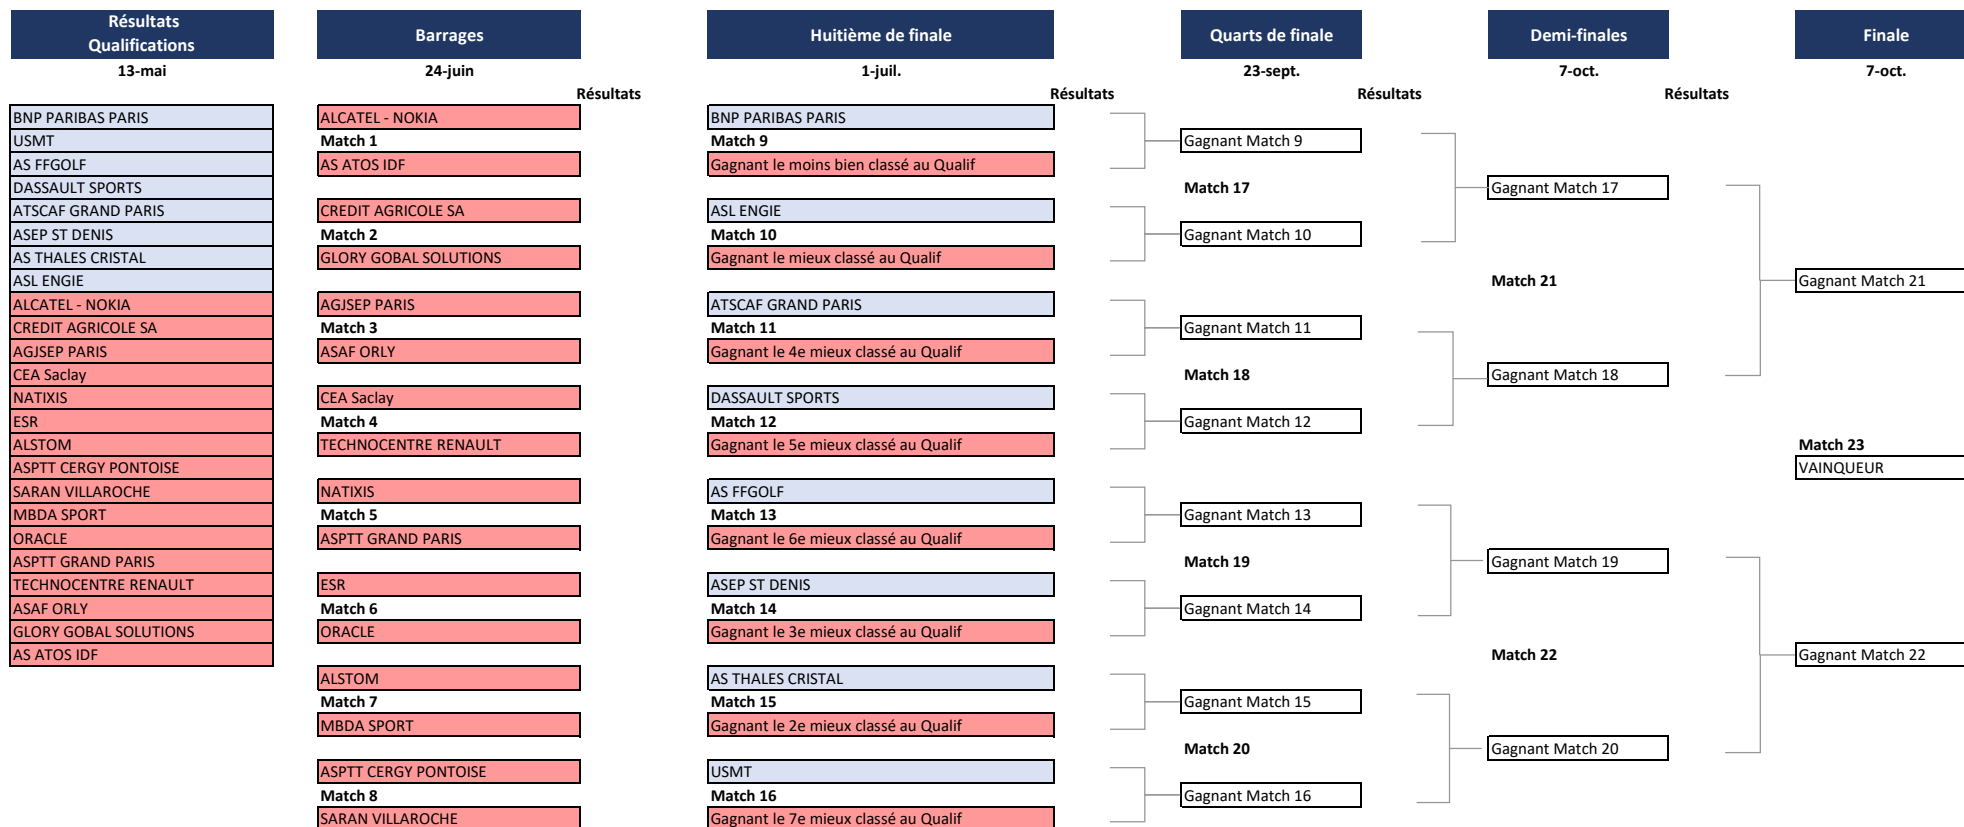 Résultats
Qualifications
Barrages
Huitième de finale
Quarts de finale
Demi-finales
Finale
13-mai
24-juin
1-juil.
23-sept.
7-oct.
7-oct.
Résultats
Résultats
Résultats
Résultats
BNP PARIBAS PARIS
USMT
AS FFGOLF
DASSAULT SPORTS
ATSCAF GRAND PARIS
ASEP ST DENIS
AS THALES CRISTAL
ASL ENGIE
ALCATEL - NOKIA
CREDIT AGRICOLE SA
AGJSEP PARIS
CEA Saclay
NATIXIS
ESR
ALSTOM
ASPTT CERGY PONTOISE
SARAN VILLAROCHE
MBDA SPORT
ORACLE
ASPTT GRAND PARIS
TECHNOCENTRE RENAULT
ASAF ORLY
GLORY GOBAL SOLUTIONS
AS ATOS IDF
ALCATEL - NOKIA
Match 1
AS ATOS IDF
CREDIT AGRICOLE SA
Match 2
GLORY GOBAL SOLUTIONS
AGJSEP PARIS
Match 3
ASAF ORLY
CEA Saclay
Match 4
TECHNOCENTRE RENAULT
NATIXIS
Match 5
ASPTT GRAND PARIS
ESR
Match 6
ORACLE
ALSTOM
Match 7
MBDA SPORT
ASPTT CERGY PONTOISE
Match 8
SARAN VILLAROCHE
BNP PARIBAS PARIS
Match 9
Gagnant le moins bien classé au Qualif
ASL ENGIE
Match 10
Gagnant le mieux classé au Qualif
ATSCAF GRAND PARIS
Match 11
Gagnant le 4e mieux classé au Qualif
DASSAULT SPORTS
Match 12
Gagnant le 5e mieux classé au Qualif
AS FFGOLF
Match 13
Gagnant le 6e mieux classé au Qualif
ASEP ST DENIS
Match 14
Gagnant le 3e mieux classé au Qualif
AS THALES CRISTAL
Match 15
Gagnant le 2e mieux classé au Qualif
USMT
Match 16
Gagnant le 7e mieux classé au Qualif
Gagnant Match 9
Match 17
Gagnant Match 10
Gagnant Match 11
Match 18
Gagnant Match 12
Gagnant Match 13
Match 19
Gagnant Match 14
Gagnant Match 15
Match 20
Gagnant Match 16
Gagnant Match 17
Match 21
Gagnant Match 18
Gagnant Match 19
Match 22
Gagnant Match 20
Gagnant Match 21
Match 23
VAINQUEUR
Gagnant Match 22